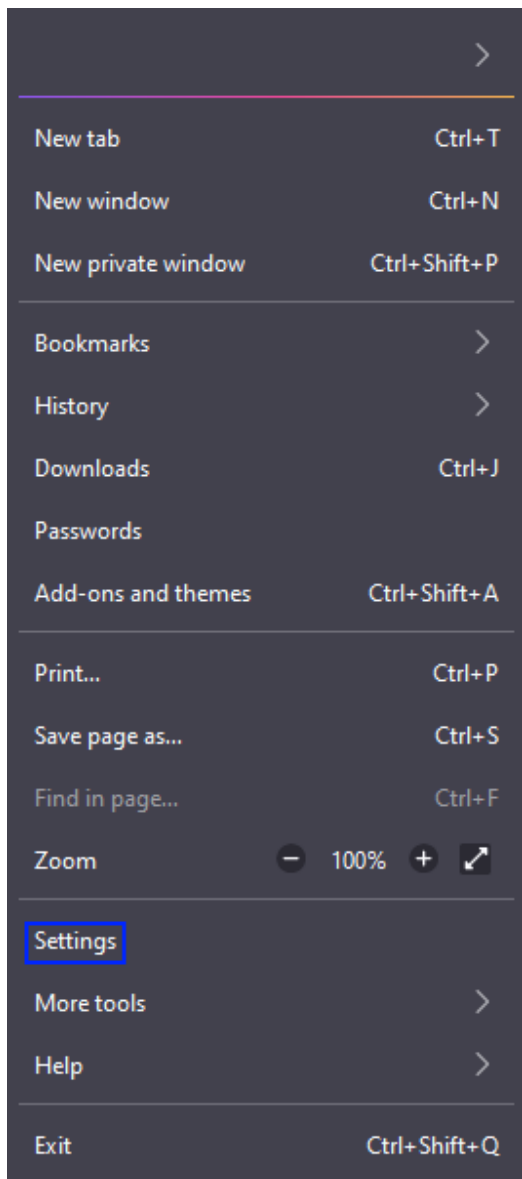 New tab Ctrl+T
New window Ctrl+N
New private window Ctrl+Shift+P
Bookmarks
History
Downloads Ctrl+J
Passwords
Add-ons and themes Ctrl+Shift+A
Print... Ctrl+P
Save page as... Ctrl+S
Find in page... Ctrl+F
Zoom 100%
Settings
More tools
Help
Exit Ctrl+Shift+Q